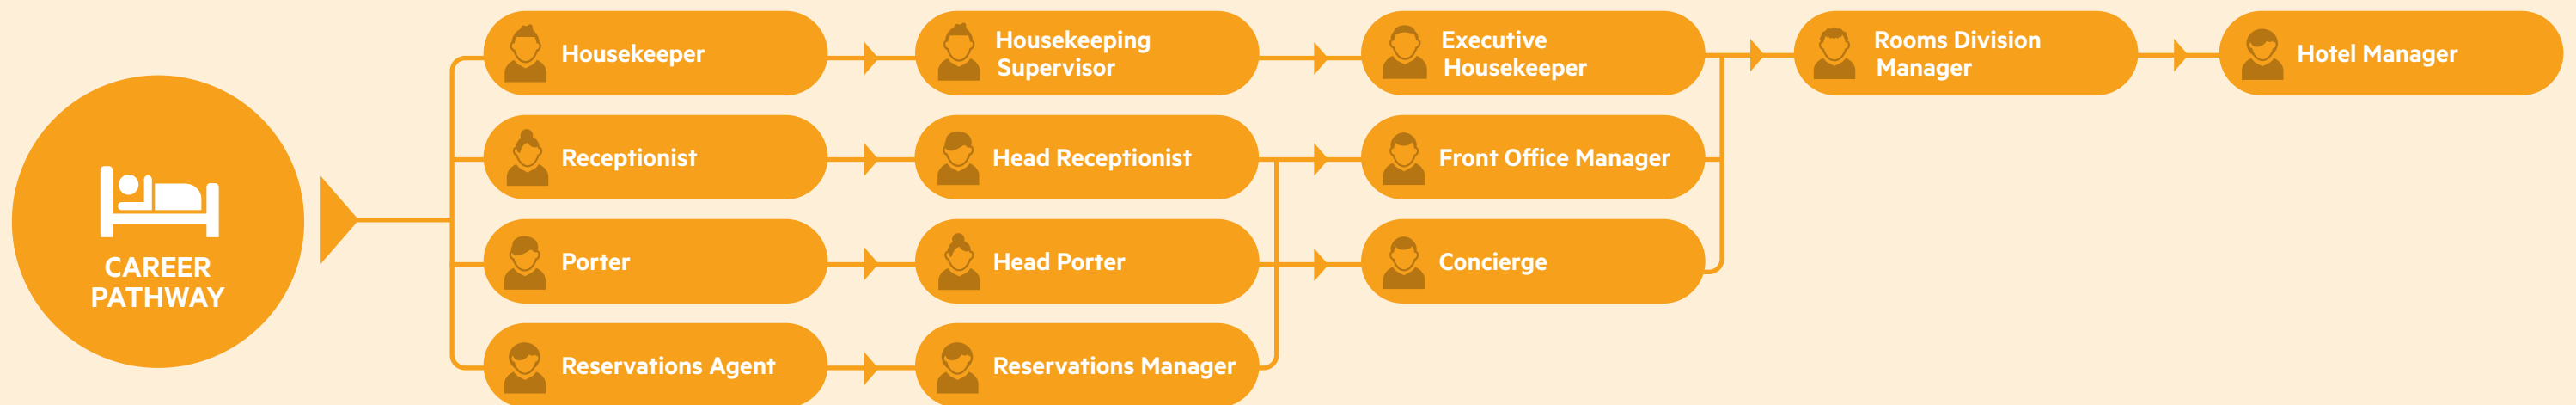 CAREER
PATHWAY
Housekeeper
Housekeeping
Supervisor
Executive
Housekeeper
Rooms Division
Manager
Hotel Manager
Receptionist
Head Receptionist
Front Office Manager
Porter
Head Porter
Concierge
Reservations Agent
Reservations Manager